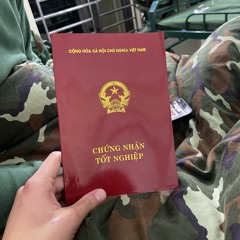 CỘNG HÒA XÃ HỘI CHỦ NGHĨA VIỆT NAM
CHỨNG NHẬN
TỐT NGHIỆP